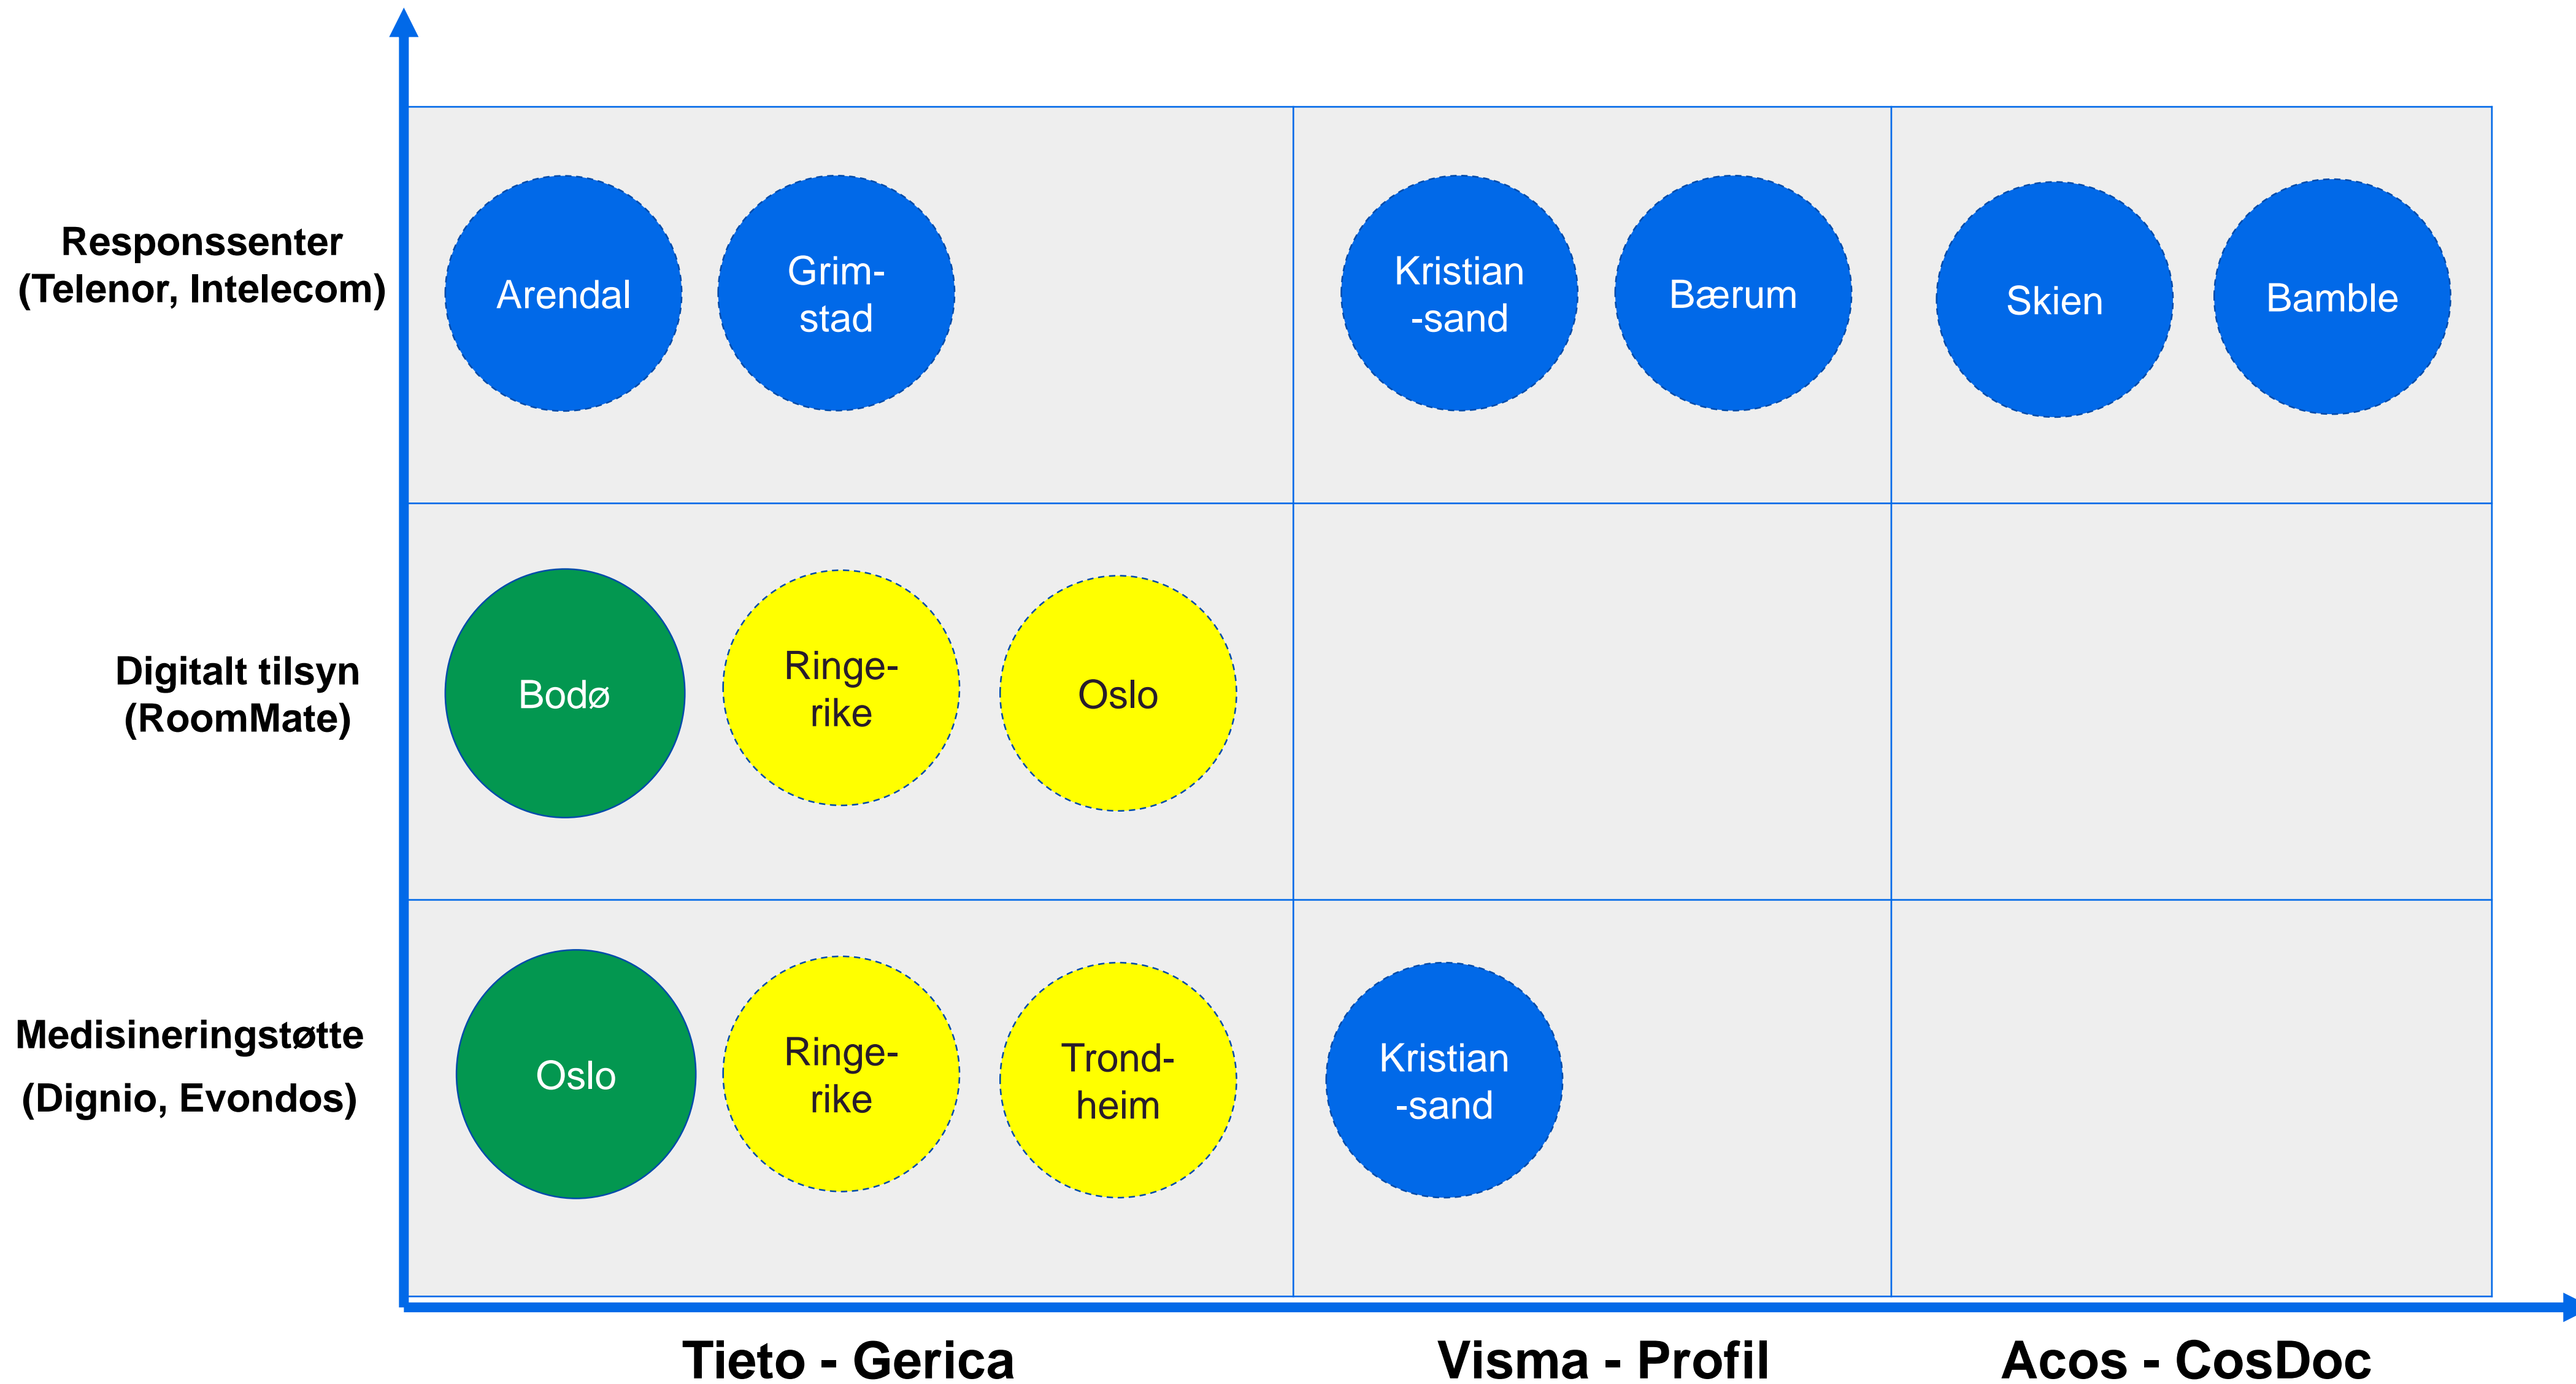 Responssenter
(Telenor, Intelecom)
Arendal
Grim-
stad
Kristian
-sand
Bærum
Skien
Bamble
Digitalt tilsyn
(RoomMate)
Bodø
Ringe-
rike
Oslo
Medisineringstøtte
(Dignio, Evondos)
Oslo
Ringe-
rike
Trond-
heim
Kristian
-sand
Tieto - Gerica
Visma - Profil
Acos - CosDoc